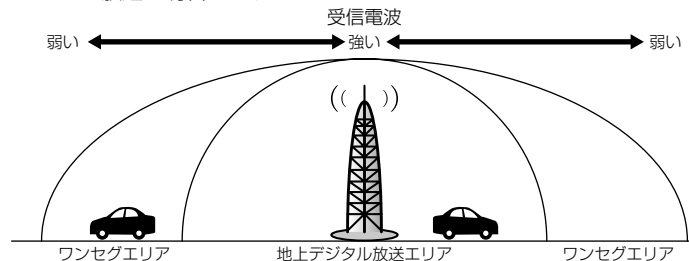 受信電波
弱い 強い 弱い
ワンセグエリア 地上デジタル放送エリア ワンセグエリア